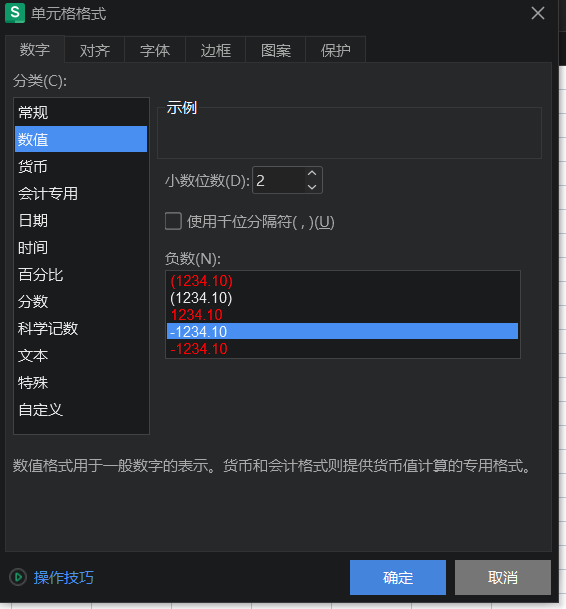 S 单元格格式
数字 对齐 字体 边框 图案 保护
分类(C):
常规
数值
货币
会计专用
日期
时间
百分比
分数
科学记数
文本
特殊
自定义
示例
小数位数(D): 2
使用千位分隔符( , )(U)
负数(N):
(1234.10)
(1234.10)
1234.10
-1234.10
-1234.10
数值格式用于一般数字的表示。货币和会计格式则提供货币值计算的专用格式。
操作技巧
确定
取消